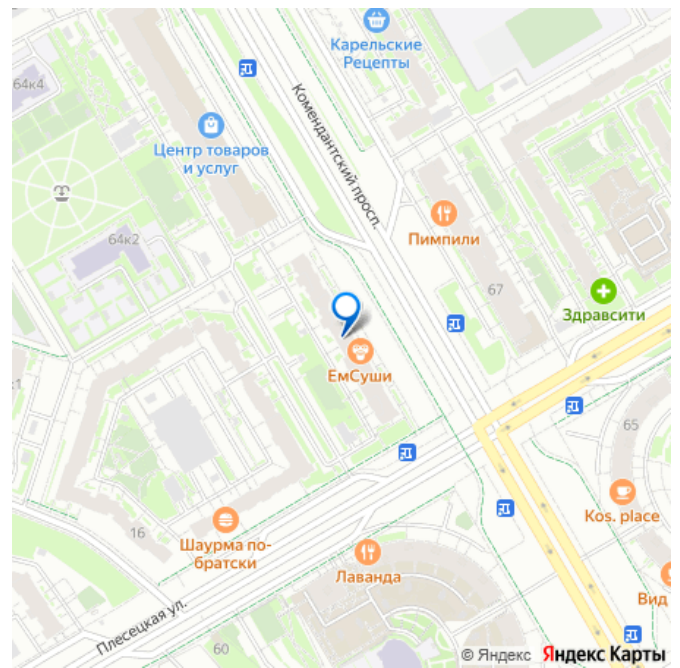 Карельские
Рецепты
64к4
Комендантский просп.
Центр товаров
и услуг
Пимпили
64к2
67
Здравсити
ЕмСуши
65
Kos. place
16
Шаурма по-
братски
Лаванда
Вид
Плесецкая ул.
60
© Яндекс Яндекс Карты